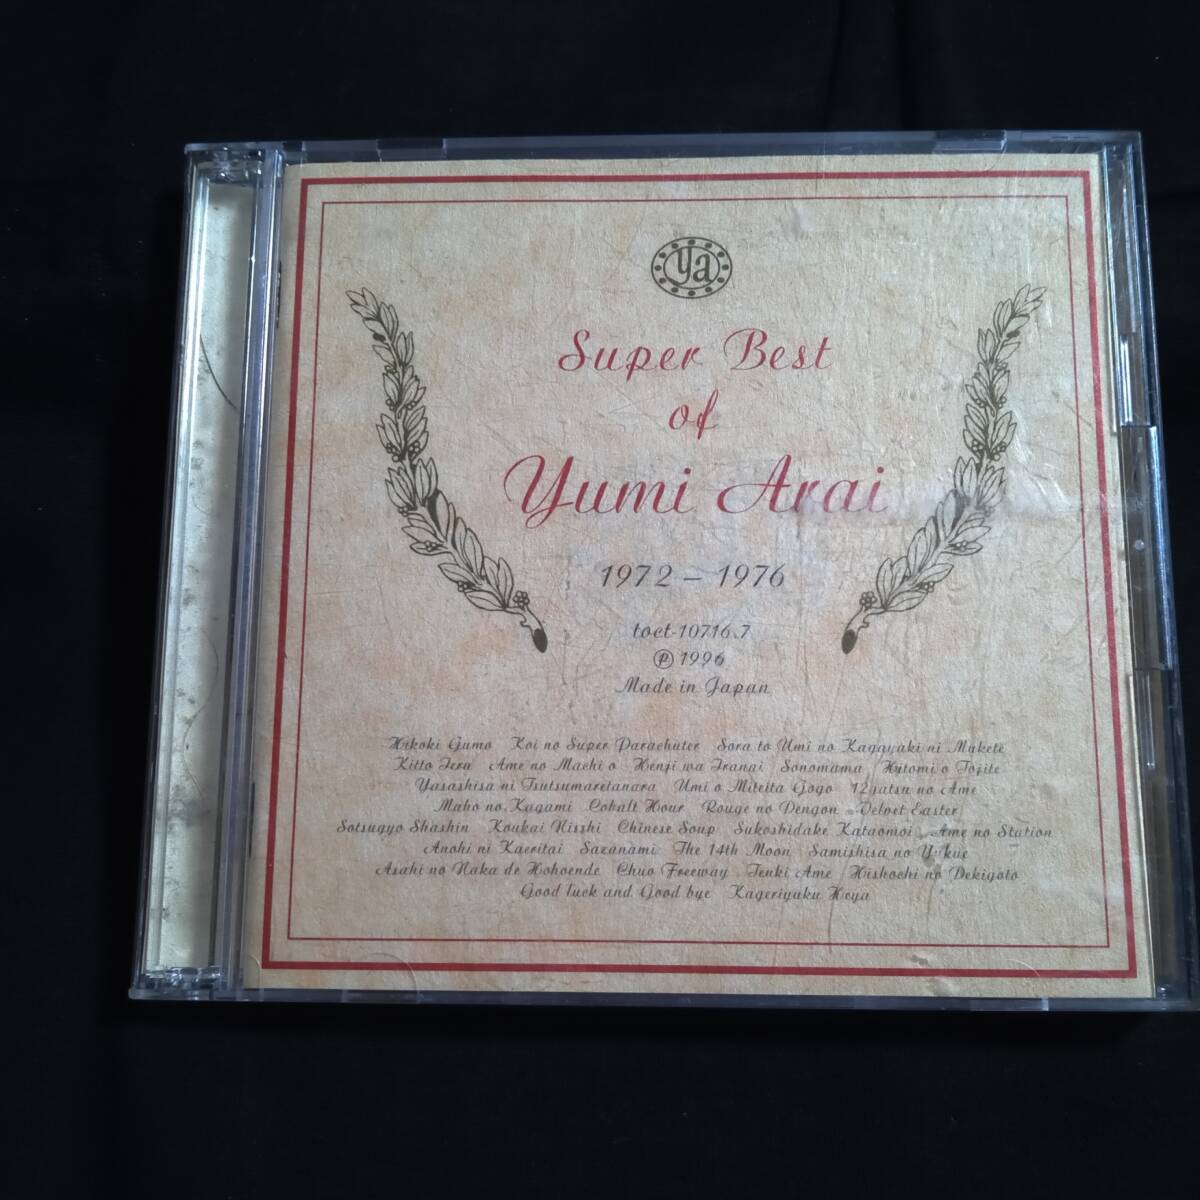 ya
Super Best
of
Yumi Arai
1972 – 1976
toct-10716.7
Ⓟ 1996
Made in Japan
Hikoki Gumo Koi no Super Parachuter Sora to Umi no Kagayaki ni Mukete
Kitto Ieru Ame no Machi o Henji wa Iranai Sonomama Hitomi o Tojite
Yasashisa ni Tsutsumaretanara Umi o Miteita Gogo 12gatsu no Ame
Maho no Kagami Cobalt Hour Rouge no Dengon Velvet Easter
Sotsugyo Shashin Koukai Nisshi Chinese Soup Sukoshidake Kataomoi Ame no Station
Anohi ni Kaeritai Sazanami The 14th Moon Samishisa no Yukue
Asahi no Naka de Hohoende Chuo Freeway Tenki Ame Hishochi no Dekigoto
Good luck and Good bye Kageriyuku Heya